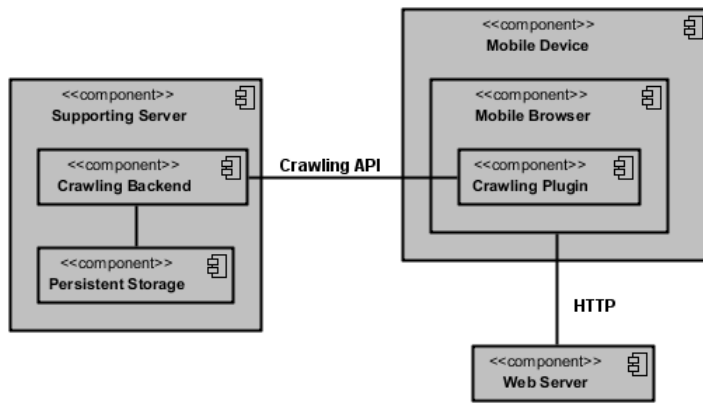 <<component>>
Mobile Device
<<component>>
Supporting Server
<<component>>
Mobile Browser
<<component>>
Crawling Backend
Crawling API
<<component>>
Crawling Plugin
<<component>>
Persistent Storage
HTTP
<<component>>
Web Server